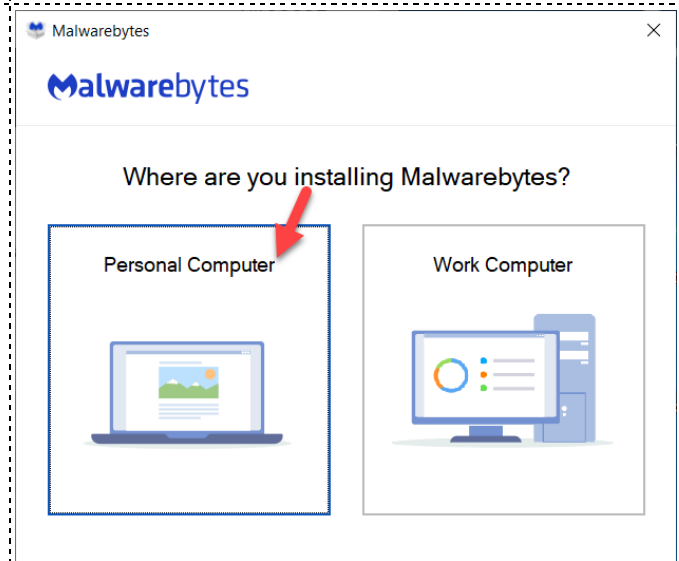 Malwarebytes
Malwarebytes
Where are you installing Malwarebytes?
Personal Computer
Work Computer